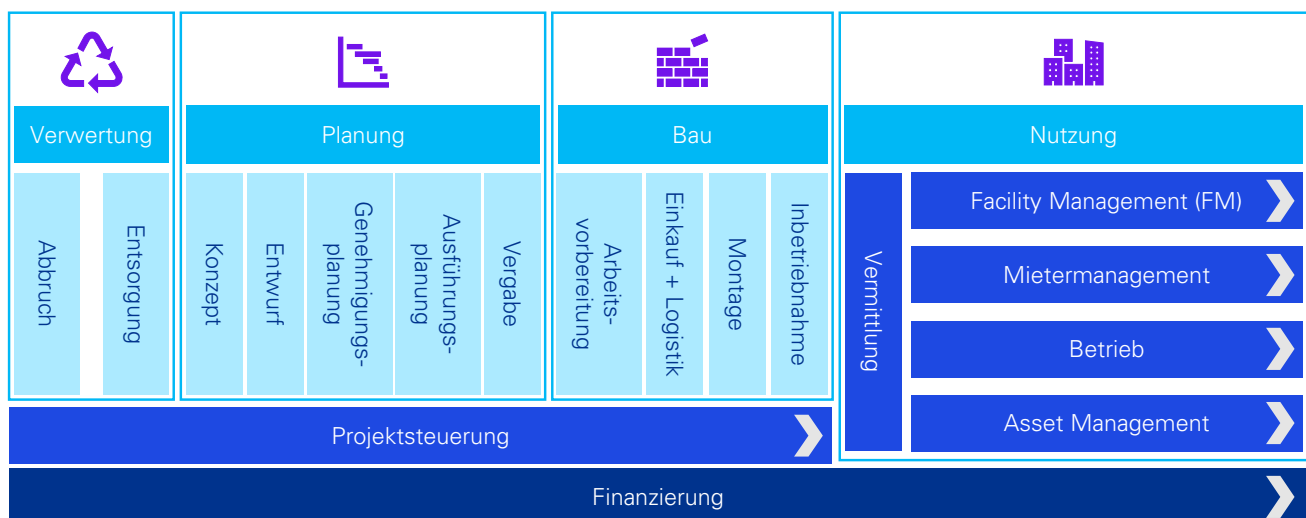 Verwertung
Planung
Bau
Nutzung
Abbruch
Entsorgung
Konzept
Entwurf
Genehmigungs-
planung
Ausführungs-
planung
Vergabe
Arbeits-
vorbereitung
Einkauf + Logistik
Montage
Inbetriebnahme
Vermittlung
Facility Management (FM)
Mietermanagement
Betrieb
Asset Management
Projektsteuerung
Finanzierung